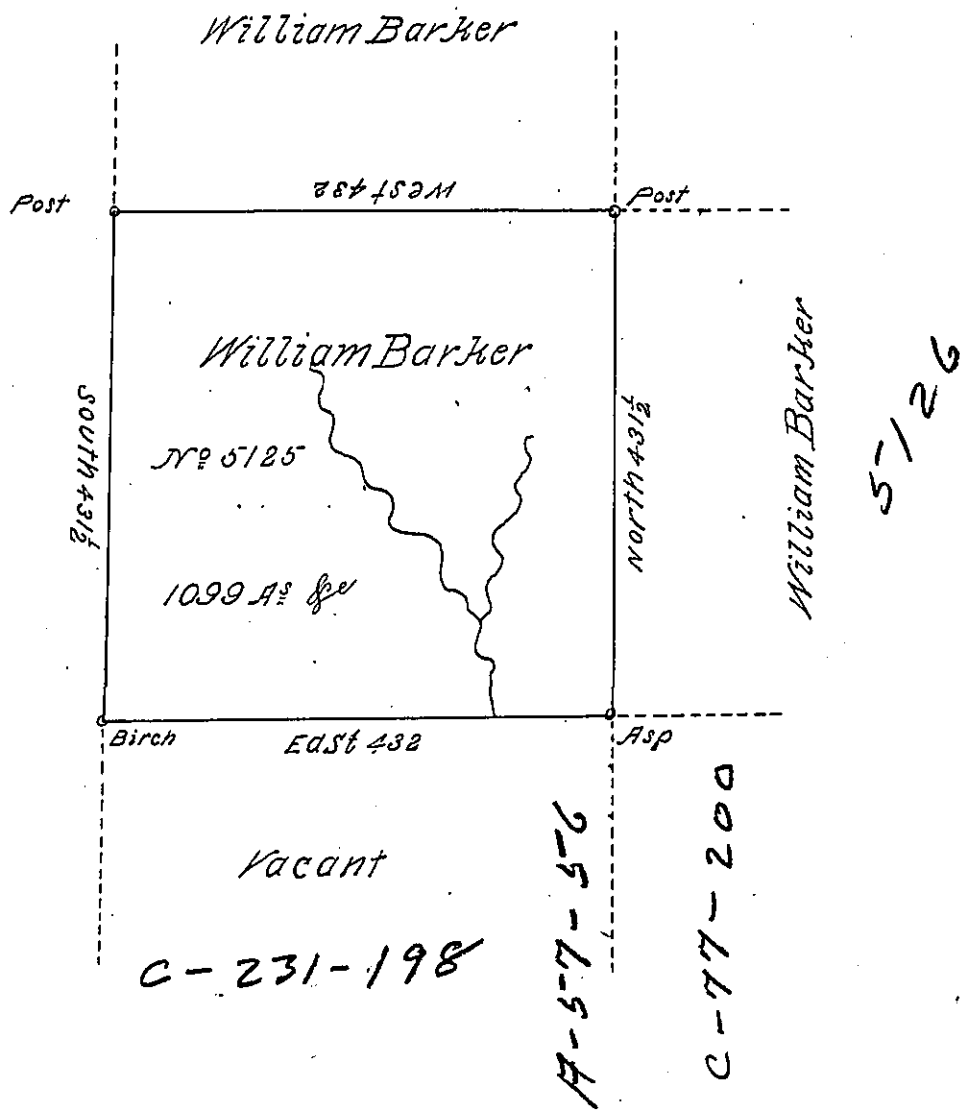 William Barker
Post
West 432
Post
William Barker
South 431½
Nº 5125
North 431½
William Barker
5126
1099 As &c
Birch
East 432
Asp
Vacant
C-231-198
A-57-56
C-77-200